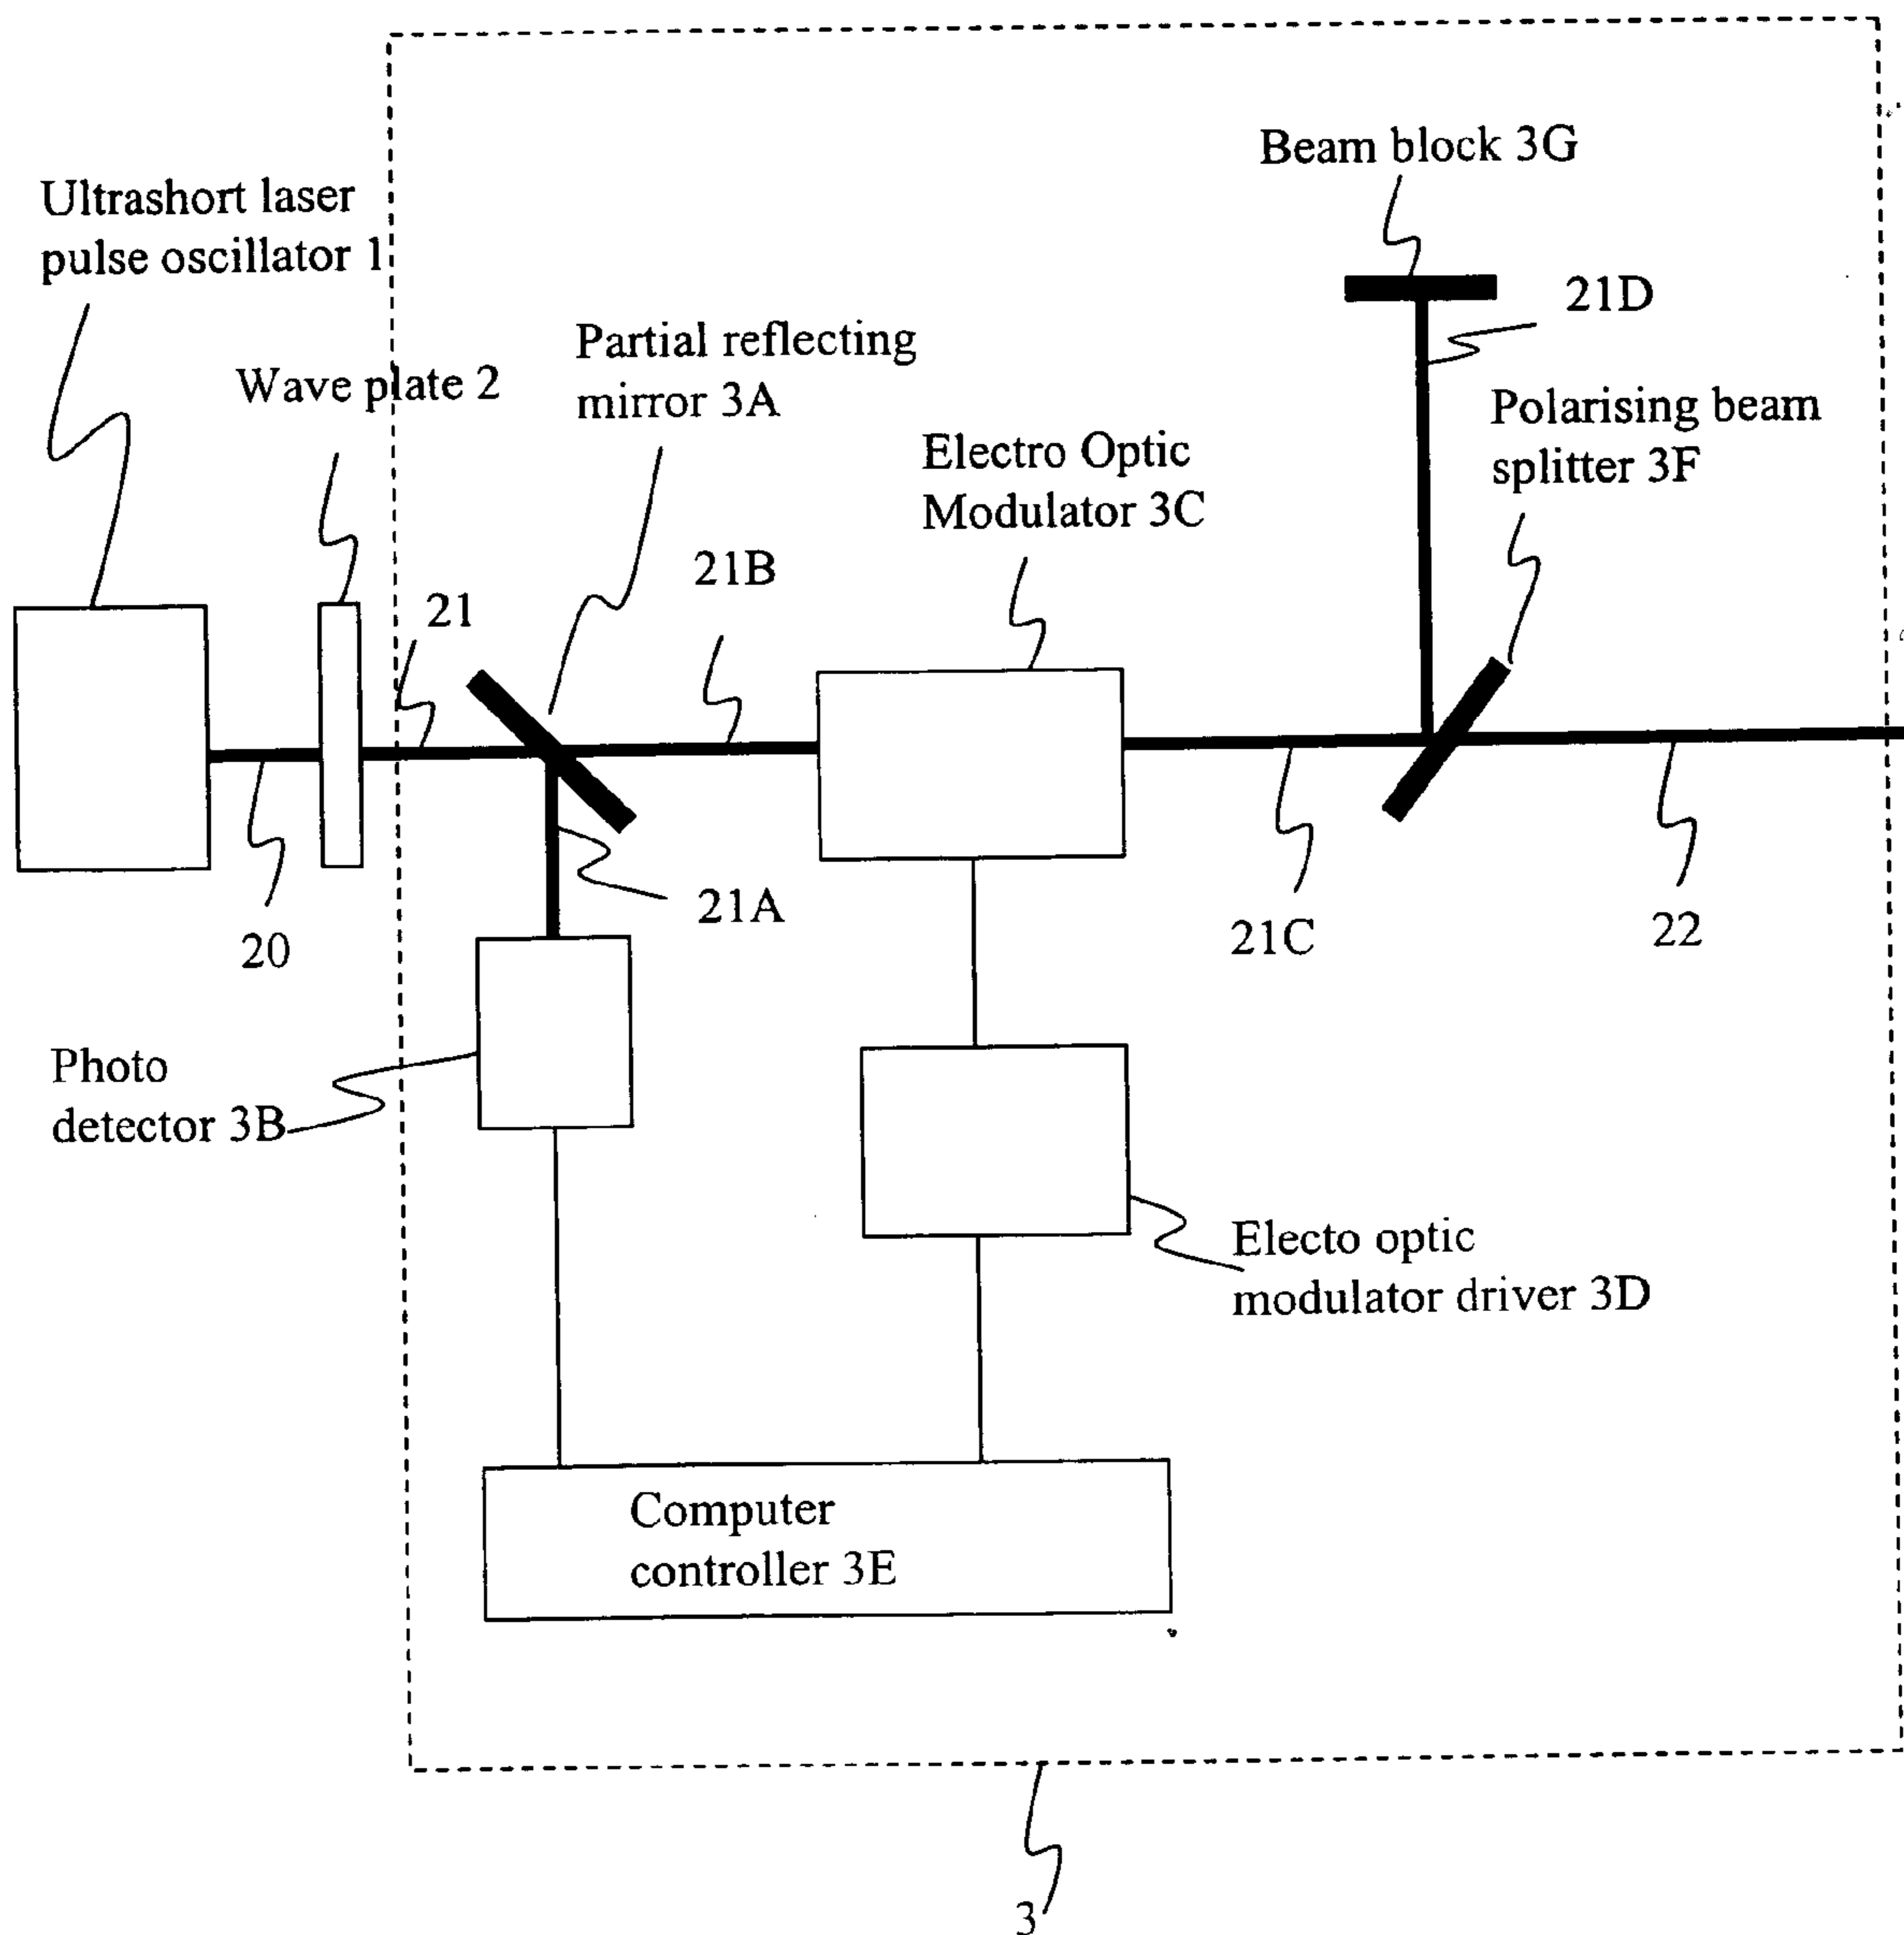 Beam block 3G
Ultrashort laser
pulse oscillator 1
21D
Partial reflecting
mirror 3A
Wave plate 2
Polarising beam
splitter 3F
Electro Optic
Modulator 3C
21B
21
21A
20
21C
22
Photo
detector 3B
Electo optic
modulator driver 3D
Computer
controller 3E
3